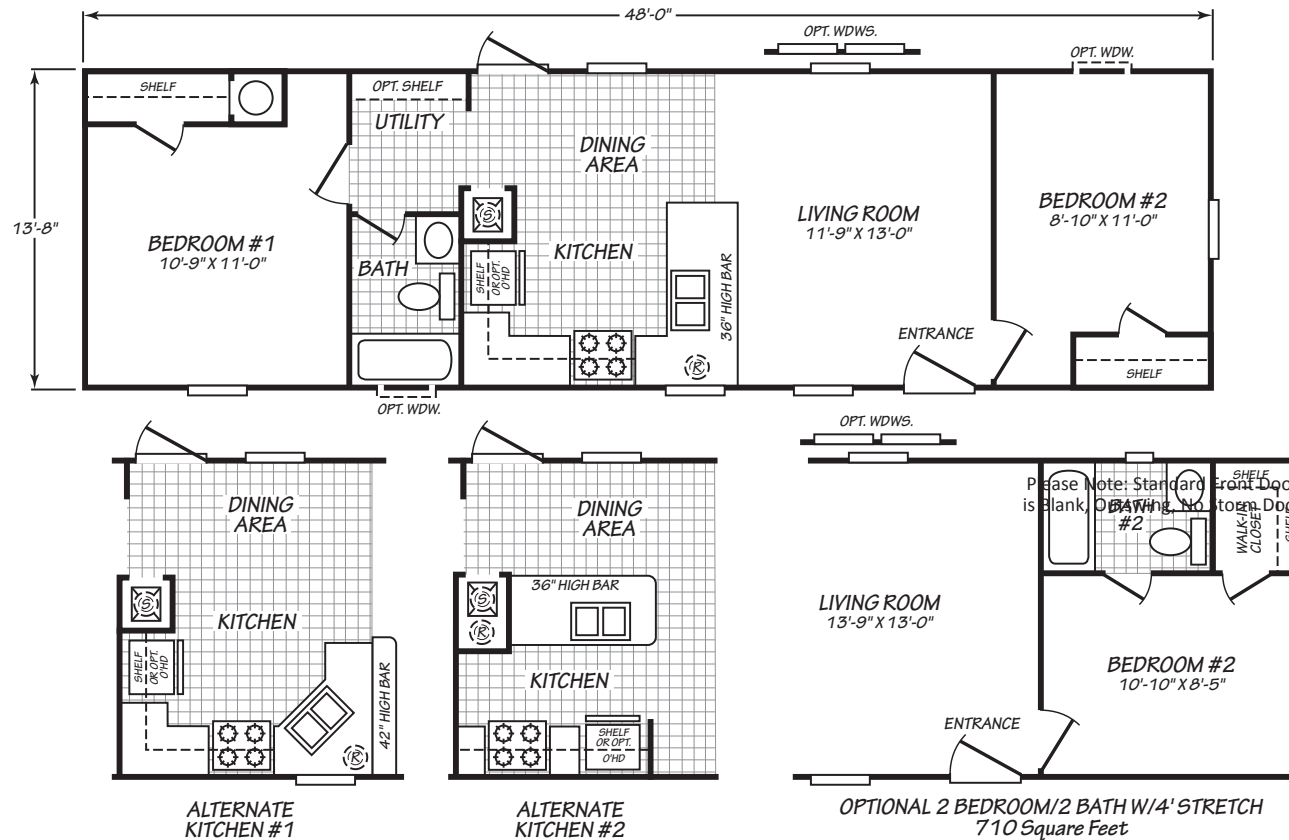 48'-0"
OPT. WDWS.
OPT. WDW.
SHELF
OPT. SHELF
UTILITY
DINING
AREA
13'-8"
BEDROOM #1
10'-9" X 11'-0"
S
BATH
KITCHEN
SHELF
OR OPT.
O'HD
36" HIGH BAR
R
LIVING ROOM
11'-9" X 13'-0"
BEDROOM #2
8'-10" X 11'-0"
ENTRANCE
SHELF
OPT. WDW.
DINING
AREA
S
KITCHEN
SHELF
OR OPT.
O'HD
42" HIGH BAR
R
ALTERNATE
KITCHEN #1
DINING
AREA
36" HIGH BAR
S
R
KITCHEN
SHELF
OR OPT.
O'HD
ALTERNATE
KITCHEN #2
OPT. WDWS.
Please Note: Standard Front Doo
is Blank, Outswing, No Storm Doo
BATH
#2
SHELF
WALK-IN
CLOSET
SHELF
LIVING ROOM
13'-9" X 13'-0"
BEDROOM #2
10'-10" X 8'-5"
ENTRANCE
OPTIONAL 2 BEDROOM/2 BATH W/4' STRETCH
710 Square Feet